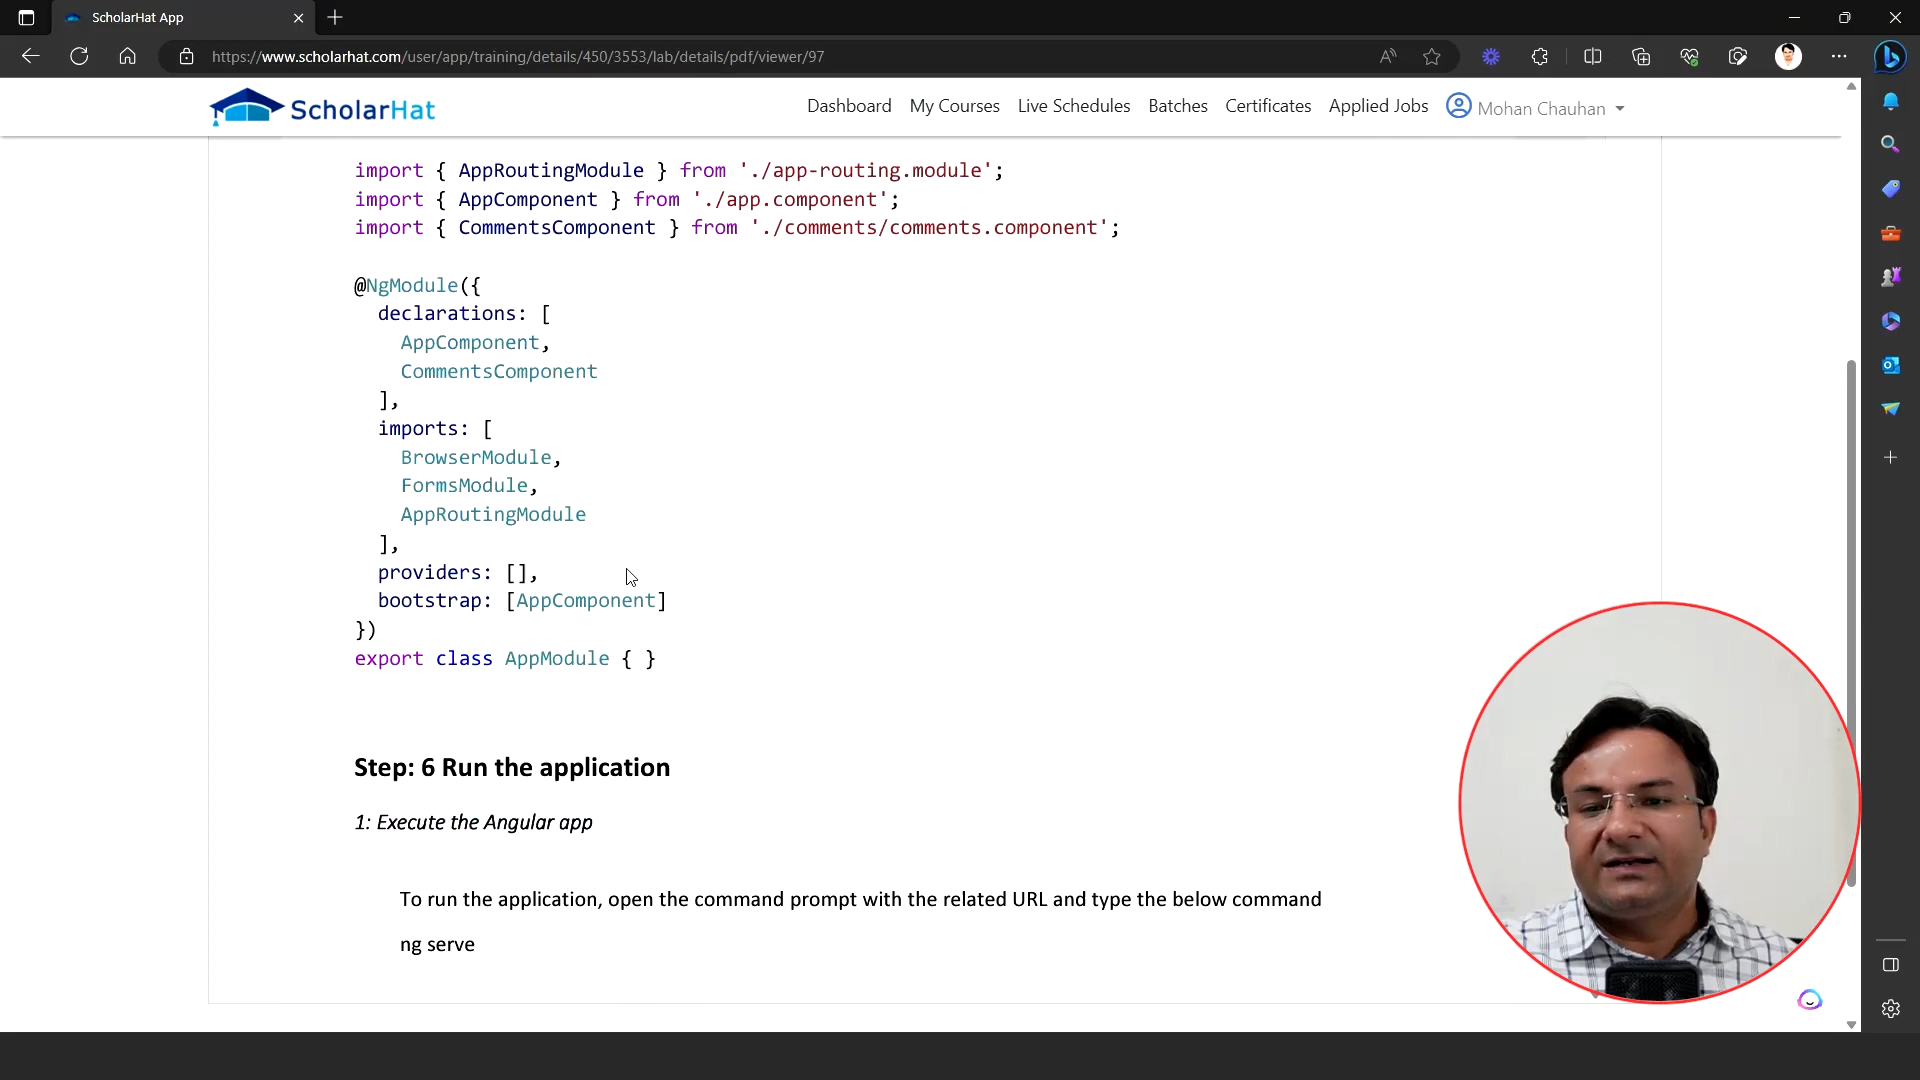 ScholarHat App
https://www.scholarhat.com/user/app/training/details/450/3553/lab/details/pdf/viewer/97
ScholarHat
Dashboard My Courses Live Schedules Batches Certificates Applied Jobs Mohan Chauhan
import { AppRoutingModule } from './app-routing.module';
import { AppComponent } from './app.component';
import { CommentsComponent } from './comments/comments.component';
@NgModule({
declarations: [
AppComponent,
CommentsComponent
],
imports: [
BrowserModule,
FormsModule,
AppRoutingModule
],
providers: [],
bootstrap: [AppComponent]
})
export class AppModule { }
Step: 6 Run the application
1: Execute the Angular app
To run the application, open the command prompt with the related URL and type the below command
ng serve